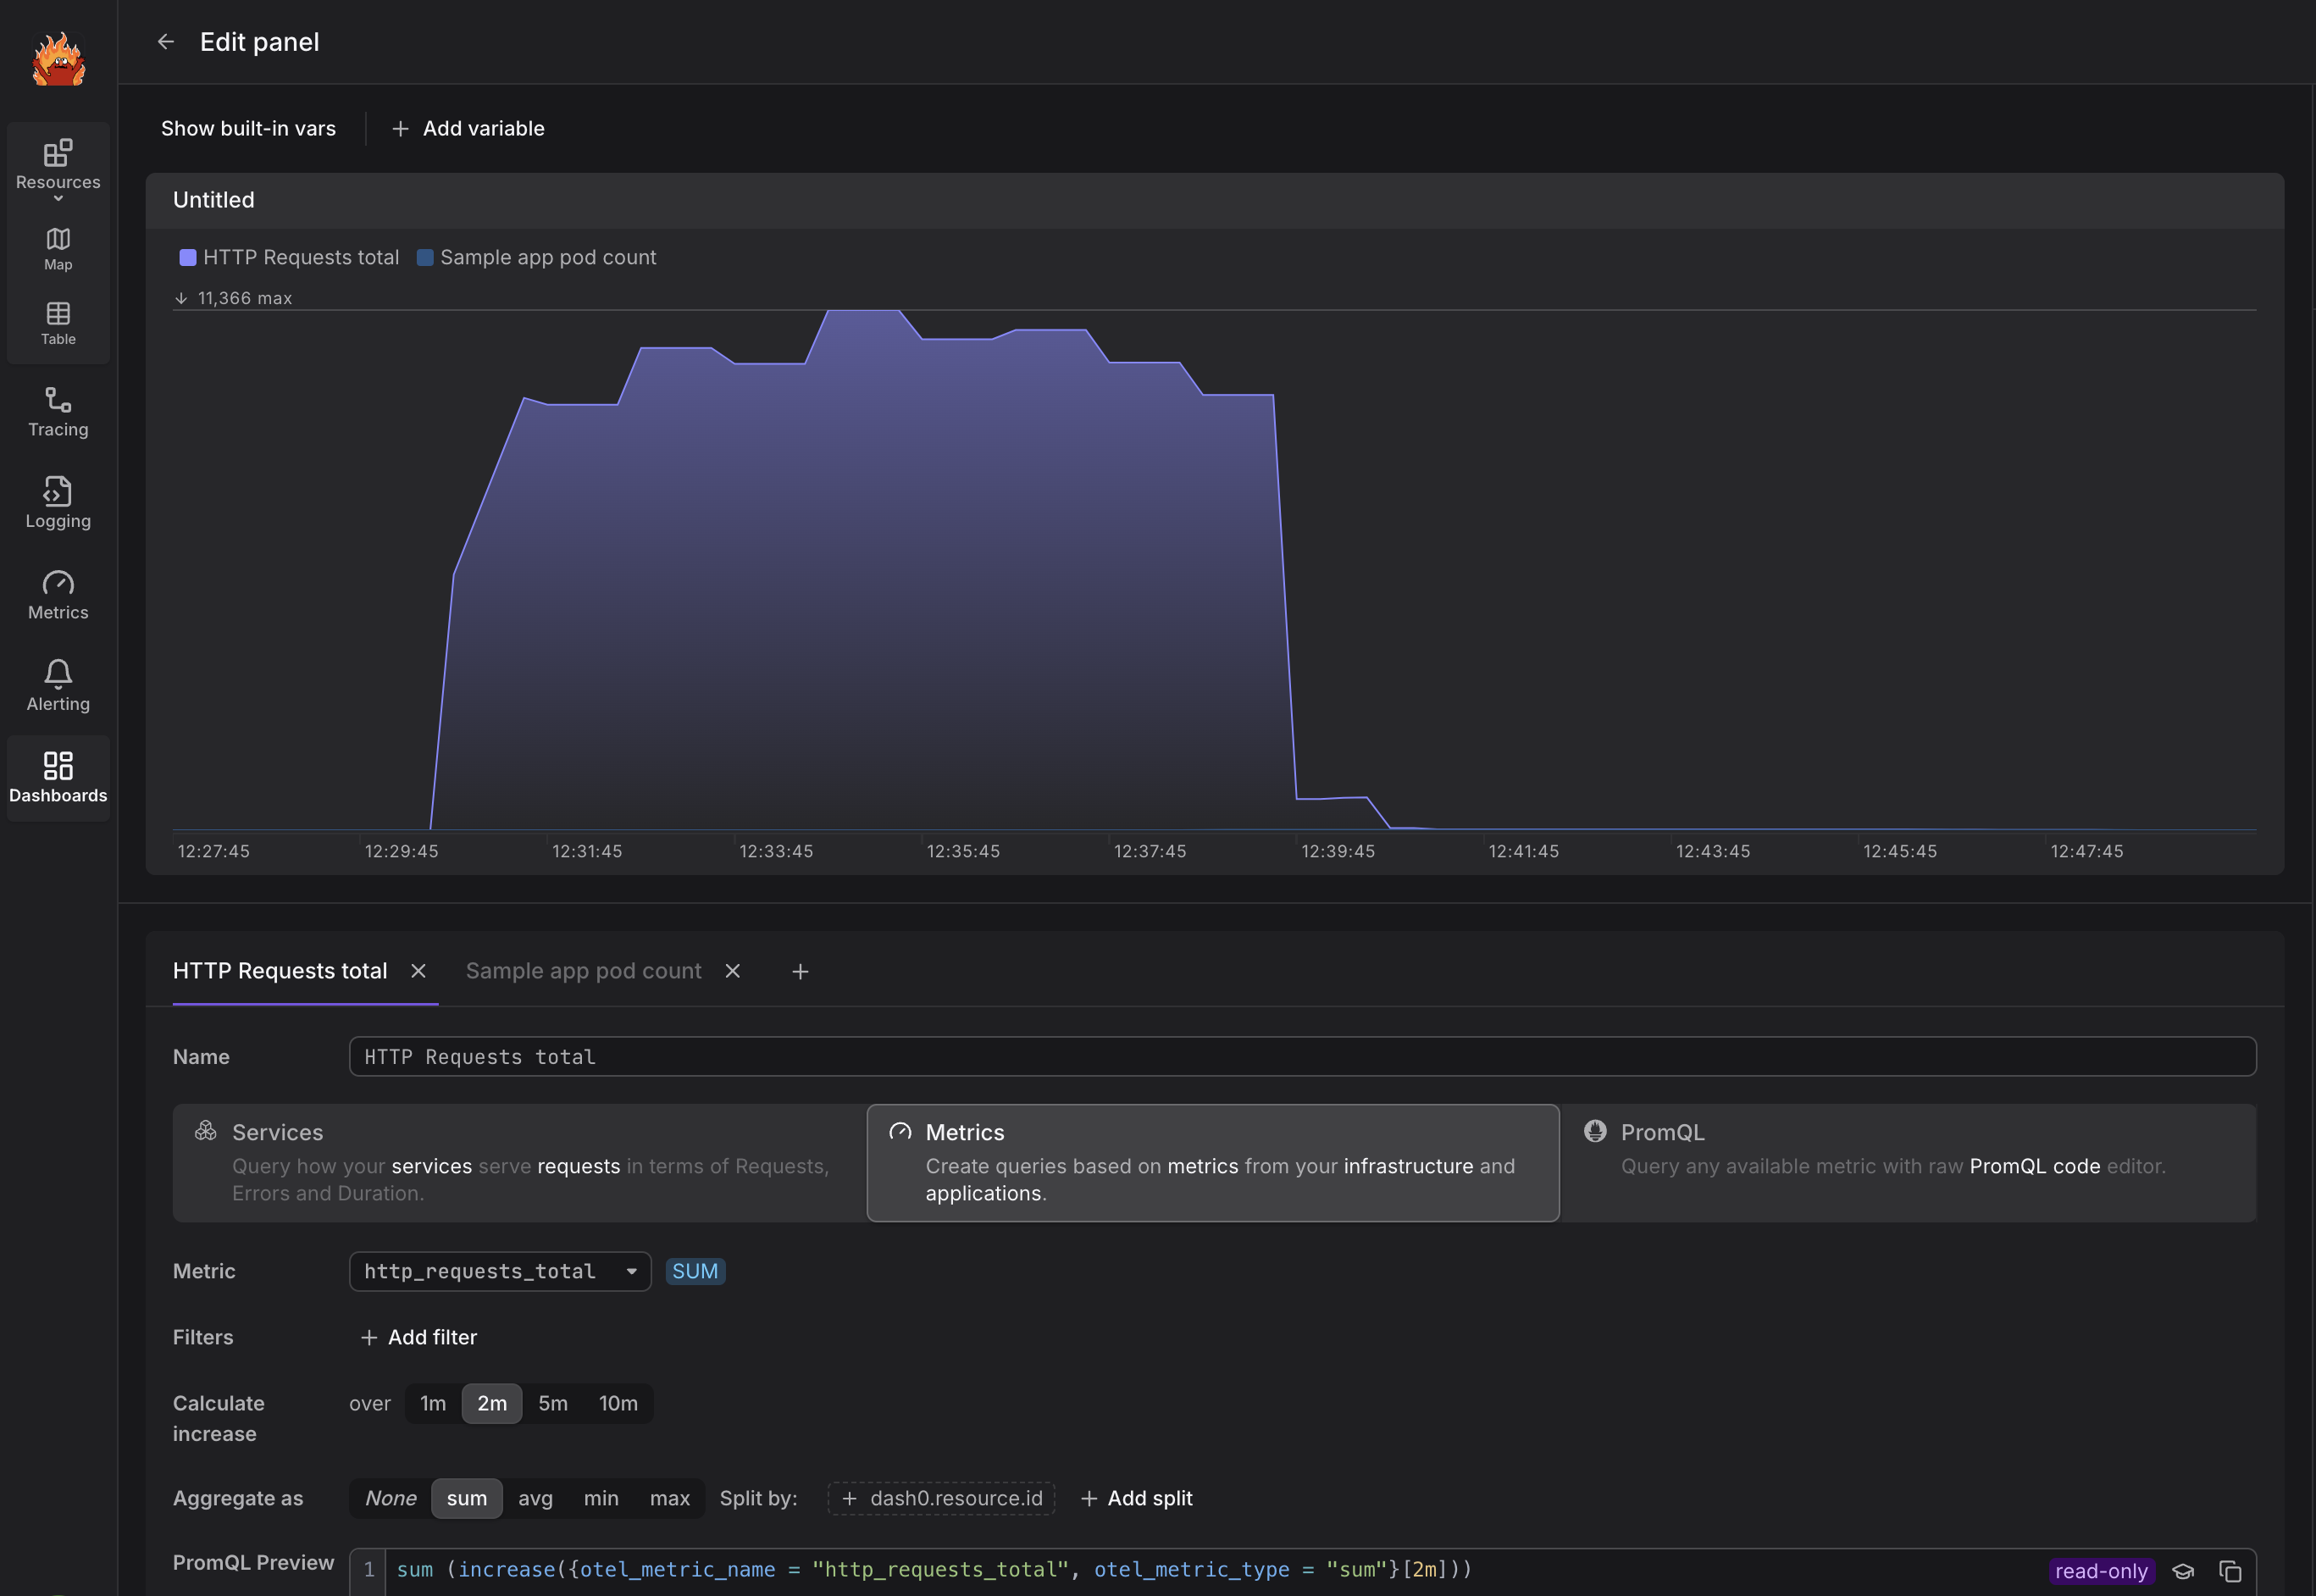 Edit panel
Resources
Map
Table
Tracing
Logging
Metrics
Alerting
Dashboards
Show built-in vars
Add variable
Untitled
HTTP Requests total Sample app pod count
↓ 11,366 max
12:27:45 12:29:45 12:31:45 12:33:45 12:35:45 12:37:45 12:39:45 12:41:45 12:43:45 12:45:45 12:47:45
HTTP Requests total Sample app pod count
Name HTTP Requests total
Services
Query how your services serve requests in terms of Requests,
Errors and Duration.
Metrics
Create queries based on metrics from your infrastructure and
applications.
PromQL
Query any available metric with raw PromQL code editor.
Metric http_requests_total SUM
Filters + Add filter
Calculate increase over 1m 2m 5m 10m
Aggregate as None sum avg min max Split by: + dash0.resource.id + Add split
PromQL Preview 1 sum (increase({otel_metric_name = "http_requests_total", otel_metric_type = "sum"}[2m])) read-only